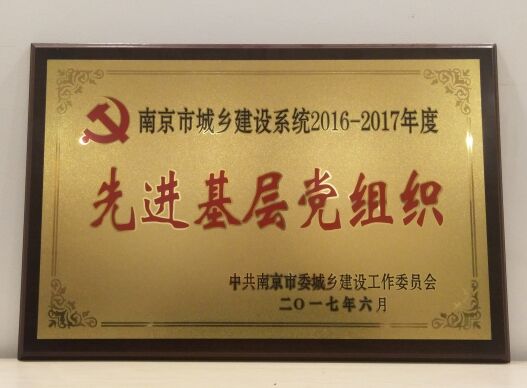 南京市城乡建设系统2016-2017年度
先进基层党组织
中共南京市委城乡建设工作委员会
二〇一七年六月